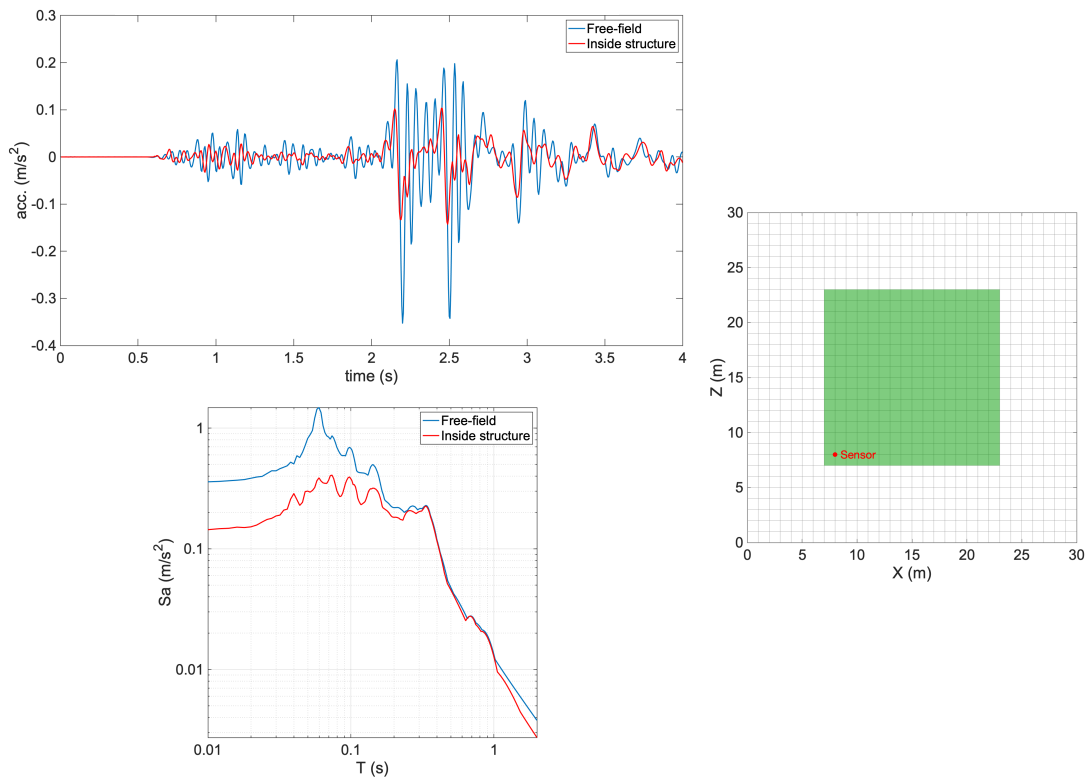 0.3
0.2
0.1
0
-0.1
-0.2
-0.3
-0.4
acc. (m/s²)
0 0.5 1 1.5 2 2.5 3 3.5 4
time (s)
Free-field
Inside structure
30
25
20
15
10
5
0
Z (m)
Sensor
0 5 10 15 20 25 30
X (m)
1
0.1
0.01
Sa (m/s²)
Free-field
Inside structure
0.01 0.1 1
T (s)